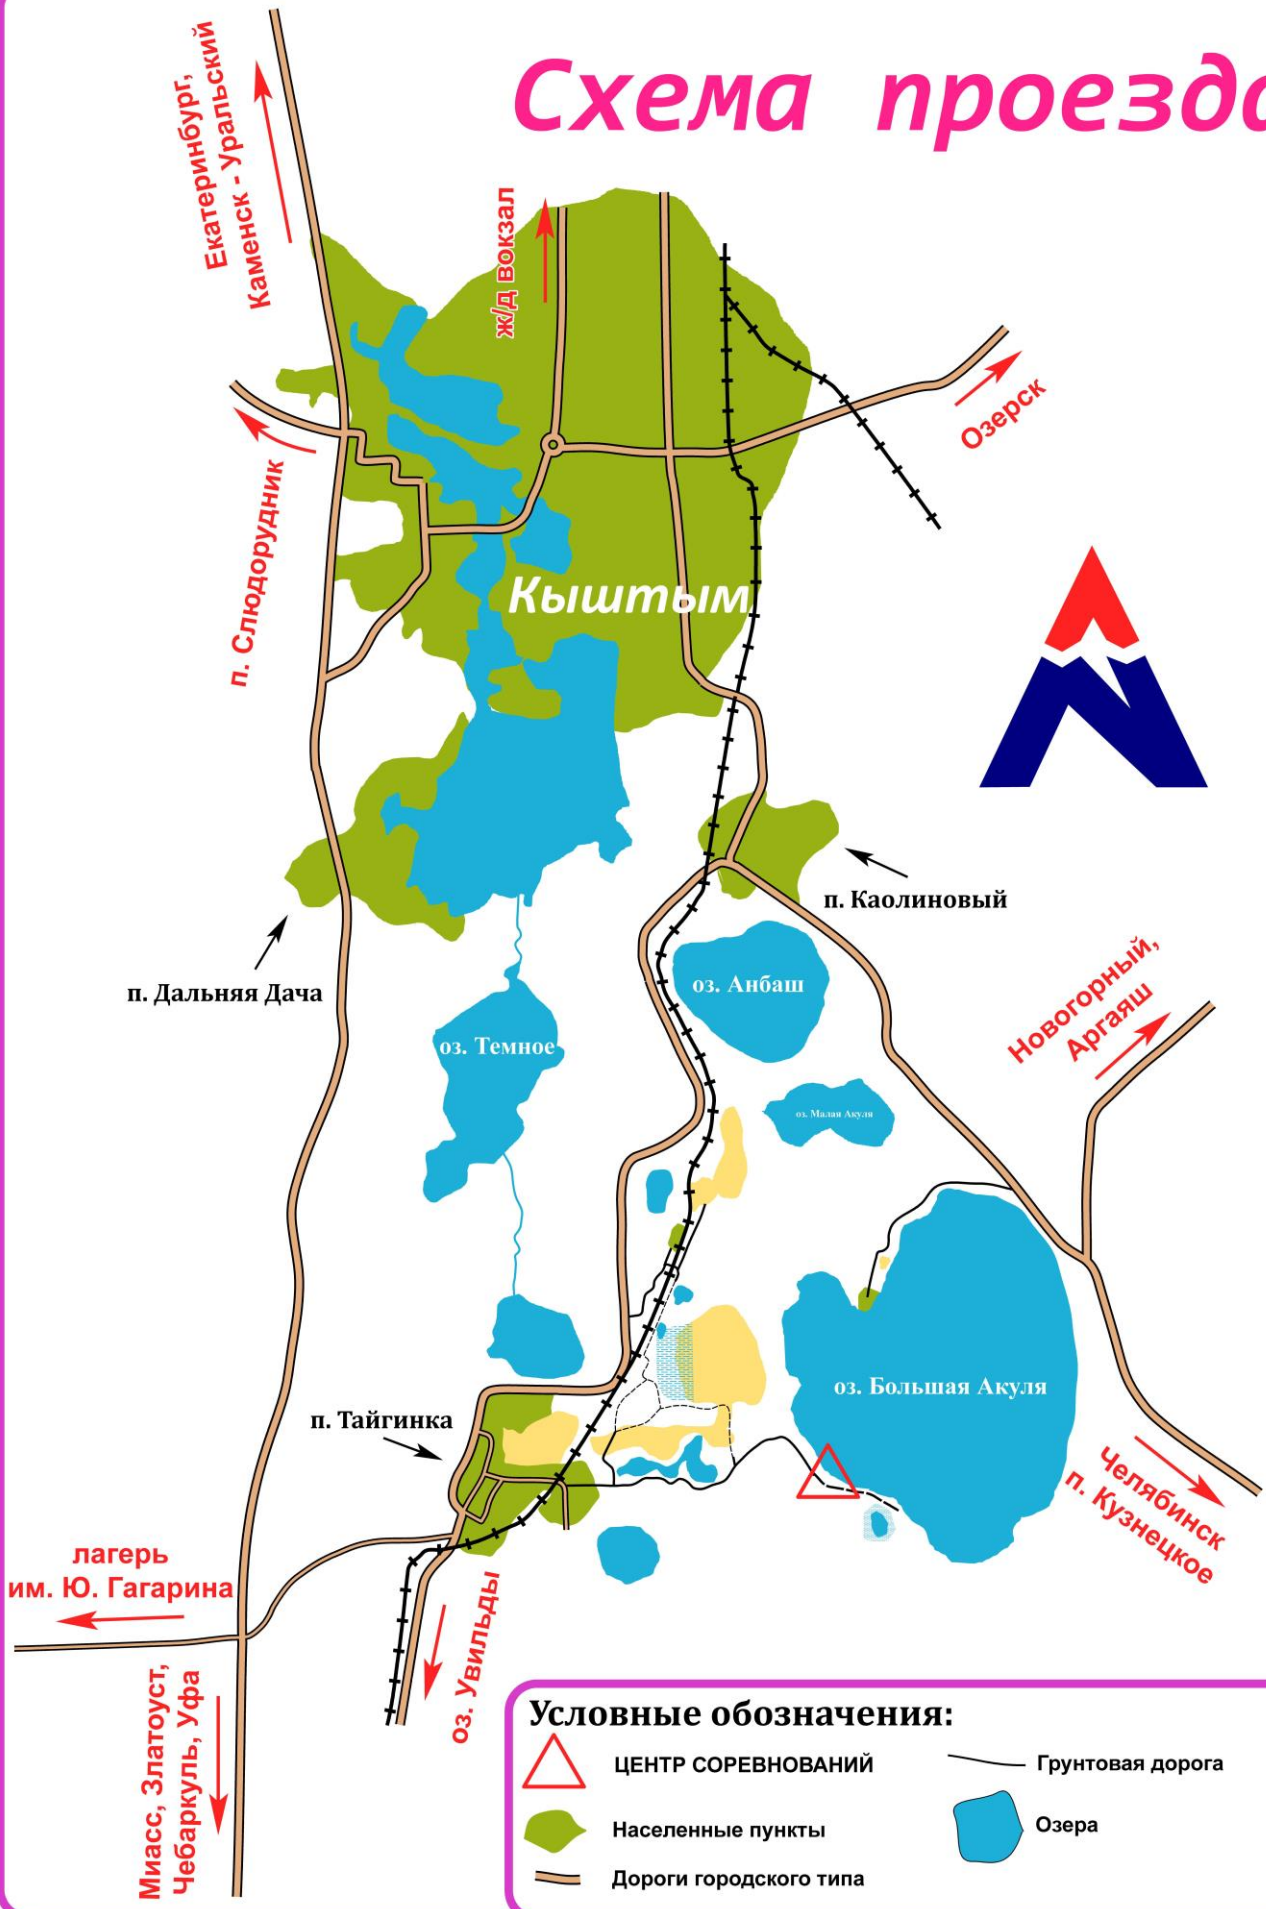 Схема проезда
Екатеринбург,
Каменск - Уральский
ж/д вокзал
Озерск
п. Слюдорудник
Кыштым
п. Каолиновый
п. Дальняя Дача
оз. Анбаш
Новогорный,
Аргаяш
оз. Темное
оз. Малая Акуля
оз. Большая Акуля
п. Тайгинка
Челябинск
п. Кузнецкое
лагерь
им. Ю. Гагарина
оз. Увильды
Миасс, Златоуст,
Чебаркуль, Уфа
Условные обозначения:
ЦЕНТР СОРЕВНОВАНИЙ
Грунтовая дорога
Населенные пункты
Озера
Дороги городского типа